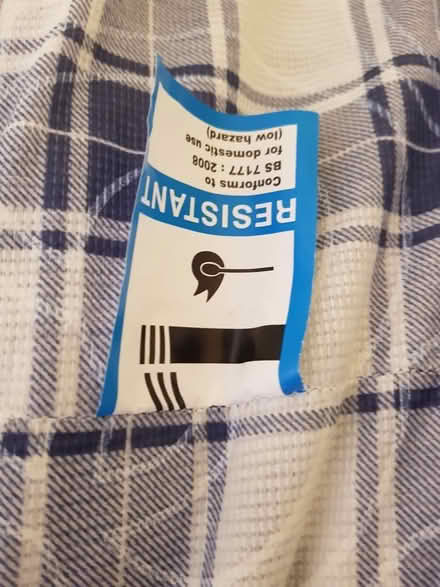 RESISTANT
Conforms to
BS 7177 : 2008
for domestic use
(low hazard)